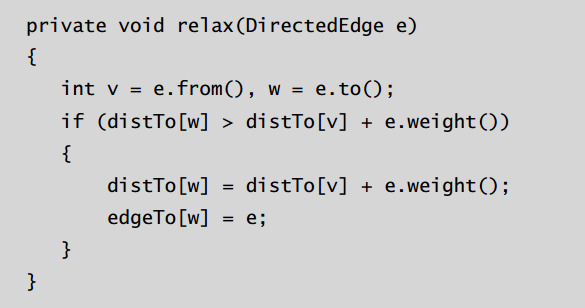 private void relax(DirectedEdge e)
{
int v = e.from(), w = e.to();
if (distTo[w] > distTo[v] + e.weight())
{
distTo[w] = distTo[v] + e.weight();
edgeTo[w] = e;
}
}